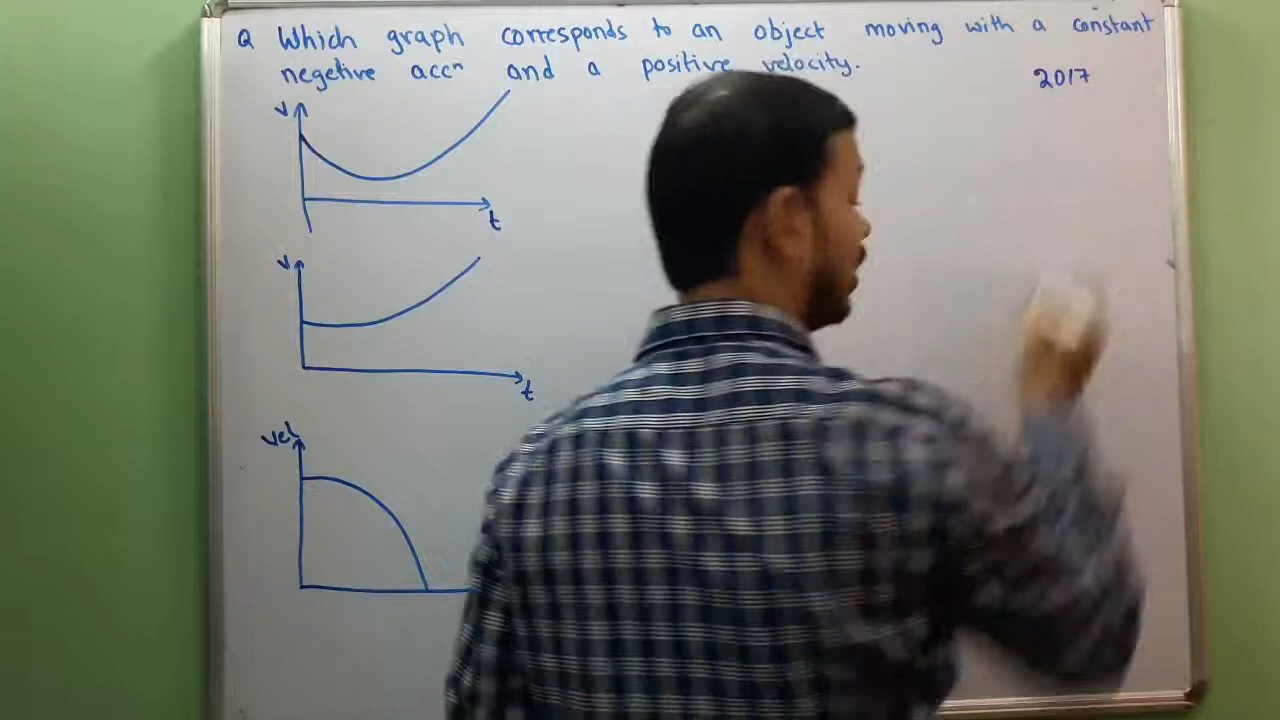 Q Which graph corresponds to an object moving with a constant
negetive accⁿ and a positive velocity.
2017
v
t
v
t
vel